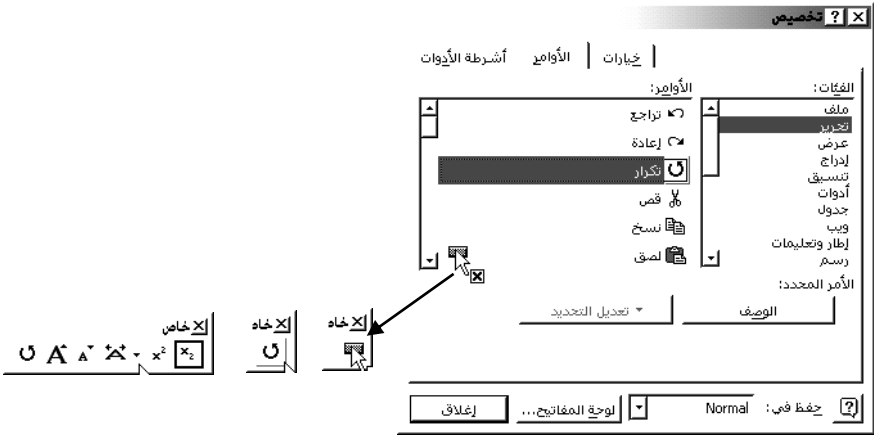 تخصيص
خيارات
الأوامر
أشرطة الأدوات
الفئات:
ملف
تحرير
عرض
إدراج
تنسيق
أدوات
جدول
ويب
إطار وتعليمات
رسم
الأوامر:
تراجع
إعادة
تكرار
قص
نسخ
لصق
الأمر المحدد:
الوصف
تعديل التحديد
حفظ في:
Normal
لوحة المفاتيح...
إغلاق
خاه
خاه
خاص
A A A x² x₂